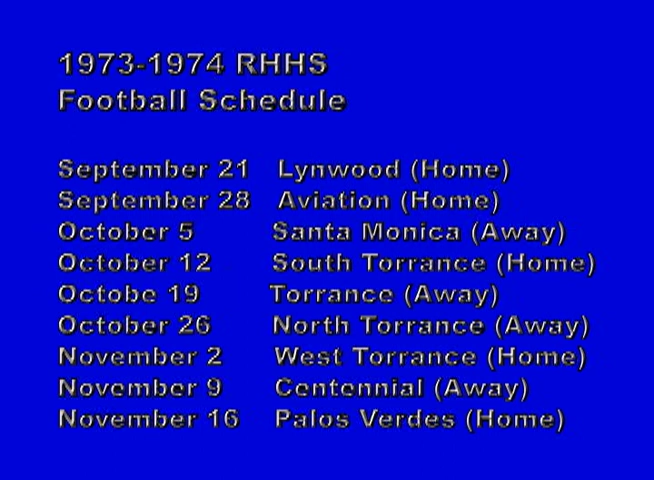 1973-1974 RHHS
Football Schedule
September 21 Lynwood (Home)
September 28 Aviation (Home)
October 5 Santa Monica (Away)
October 12 South Torrance (Home)
Octobe 19 Torrance (Away)
October 26 North Torrance (Away)
November 2 West Torrance (Home)
November 9 Centennial (Away)
November 16 Palos Verdes (Home)